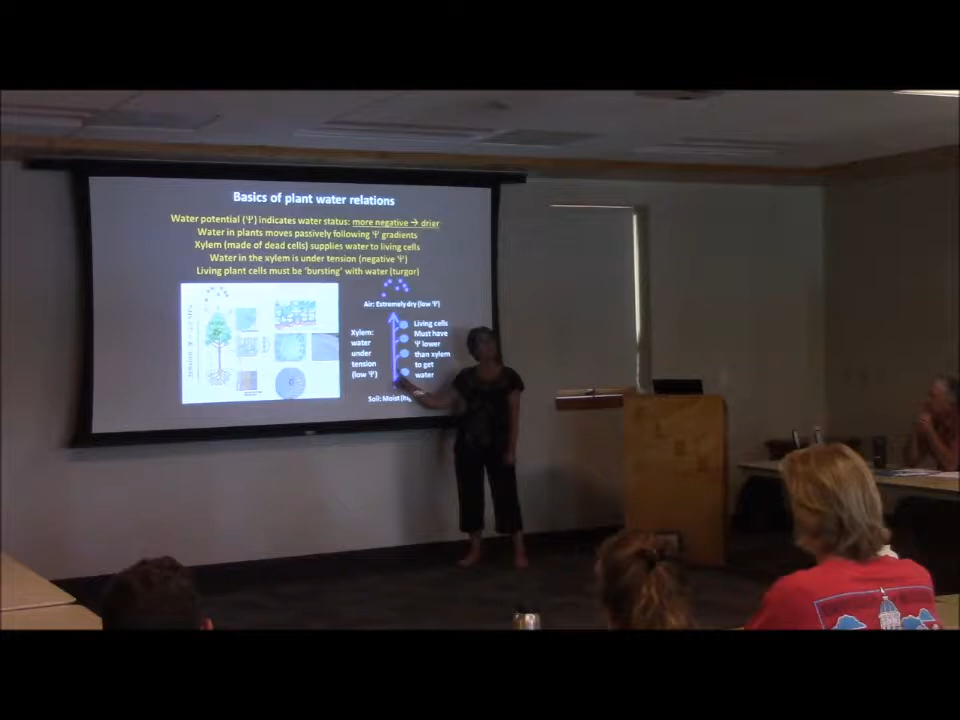 Basics of plant water relations
Water potential (Ψ) indicates water status: more negative → drier
Water in plants moves passively following Ψ gradients
Xylem (made of dead cells) supplies water to living cells
Water in the xylem is under tension (negative Ψ)
Living plant cells must be 'bursting' with water (turgor)
Air: Extremely dry (low Ψ)
Xylem:
water
under
tension
(low Ψ)
Living cells
Must have
Ψ lower
than xylem
to get
water
Soil: Moist